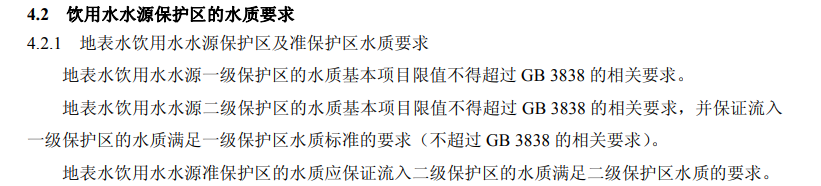 4.2 饮用水水源保护区的水质要求
4.2.1 地表水饮用水水源保护区及准保护区水质要求
地表水饮用水水源一级保护区的水质基本项目限值不得超过 GB 3838 的相关要求。
地表水饮用水水源二级保护区的水质基本项目限值不得超过 GB 3838 的相关要求，并保证流入
一级保护区的水质满足一级保护区水质标准的要求（不超过 GB 3838 的相关要求）。
地表水饮用水水源准保护区的水质应保证流入二级保护区的水质满足二级保护区水质的要求。